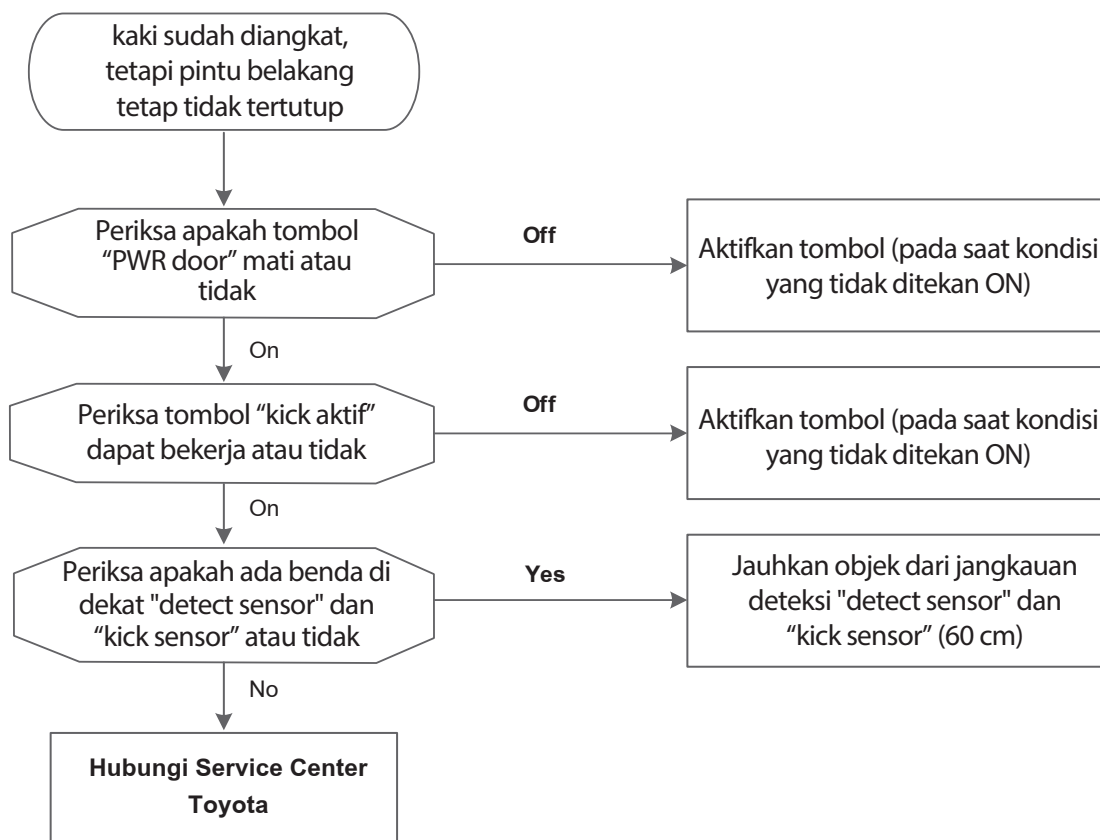 kaki sudah diangkat,
tetapi pintu belakang
tetap tidak tertutup
Periksa apakah tombol
“PWR door” mati atau
tidak
Off
Aktifkan tombol (pada saat kondisi
yang tidak ditekan ON)
On
Periksa tombol “kick aktif”
dapat bekerja atau tidak
Off
Aktifkan tombol (pada saat kondisi
yang tidak ditekan ON)
On
Periksa apakah ada benda di
dekat "detect sensor" dan
“kick sensor” atau tidak
Yes
Jauhkan objek dari jangkauan
deteksi "detect sensor" dan
“kick sensor” (60 cm)
No
Hubungi Service Center
Toyota